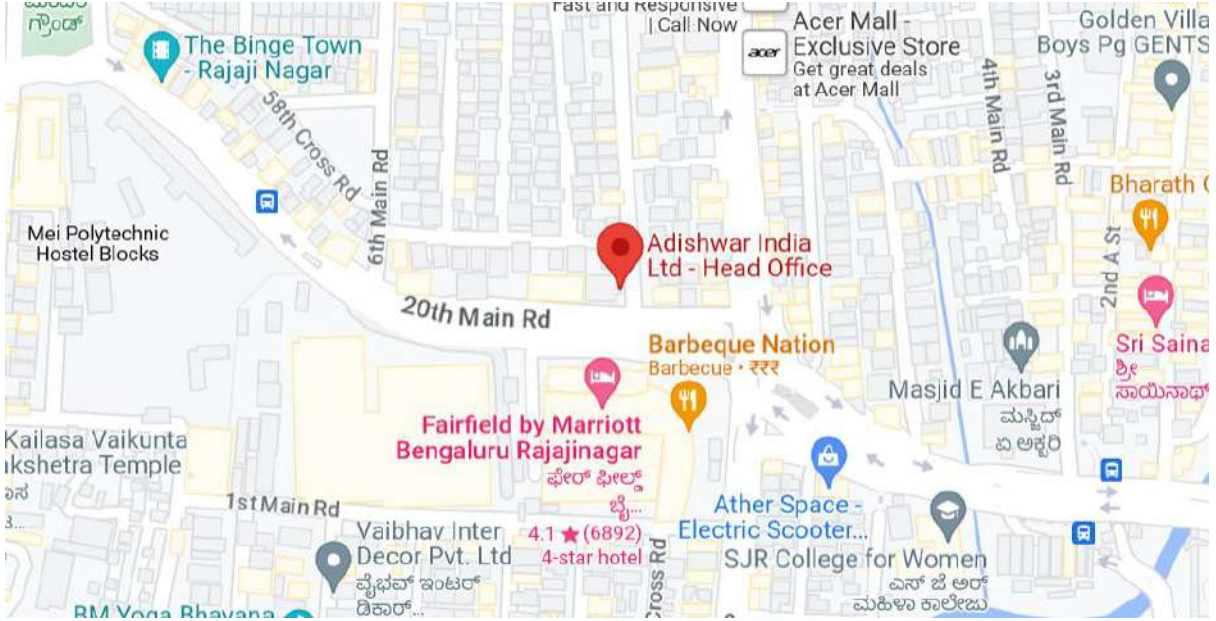 ಗ್ರೌಂಡ್
The Binge Town
- Rajaji Nagar
Fast and Responsive
| Call Now
acer
Acer Mall -
Exclusive Store
Get great deals
at Acer Mall
Golden Villa
Boys Pg GENTS
58th Cross Rd
6th Main Rd
4th Main Rd
3rd Main Rd
2nd A St
Bharath
Mei Polytechnic
Hostel Blocks
Adishwar India
Ltd - Head Office
20th Main Rd
Barbeque Nation
Barbecue · ₹₹₹
Masjid E Akbari
ಮಸ್ಜಿದ್
ಏ ಅಕ್ಬರಿ
Sri Saina
ಶ್ರೀ
ಸಾಯಿನಾಥ್
Fairfield by Marriott
Bengaluru Rajajinagar
ಫೇರ್ ಫೀಲ್ಡ್
ಬೈ...
4.1 ★ (6892)
4-star hotel
Kailasa Vaikunta
kshetra Temple
1st Main Rd
Vaibhav Inter
Decor Pvt. Ltd
ವೈಭವ್ ಇಂಟರ್
ಡಿಕಾರ್...
Ather Space -
Electric Scooter...
SJR College for Women
ಎಸ್ ಜೆ ಆರ್
ಮಹಿಳಾ ಕಾಲೇಜು
Cross Rd
BM Yoga Bhavana